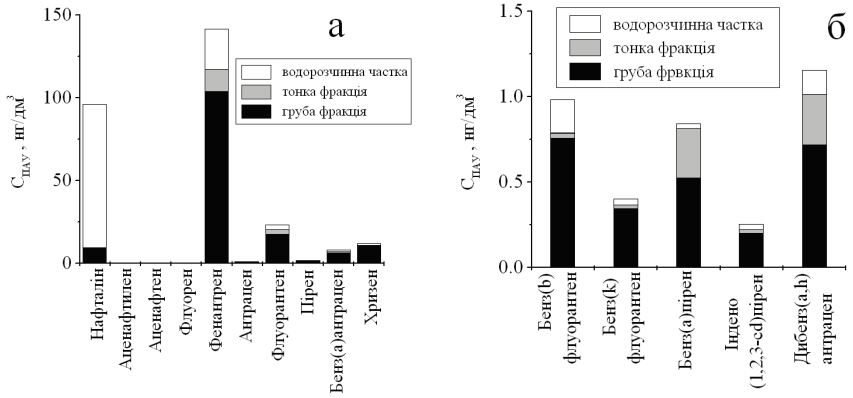 а
150
100
50
0
C ПАУ , нг/дм3
водорозчинна частка
тонка фракція
груба фракція
Нафталін
Аценафтилен
Аценафтен
Флуорен
Фенантрен
Антрацен
Флуорантен
Пірен
Бенз(а)антрацен
Хризен
б
1.5
1.0
0.5
0.0
C ПАУ , нг/дм3
водорозчинна частка
тонка фракція
груба фрвкція
Бенз(b)
флуорантен
Бенз(k)
флуорантен
Бенз(а)пірен
Індено
(1,2,3-cd)пірен
Дибенз(a,h)
антрацен